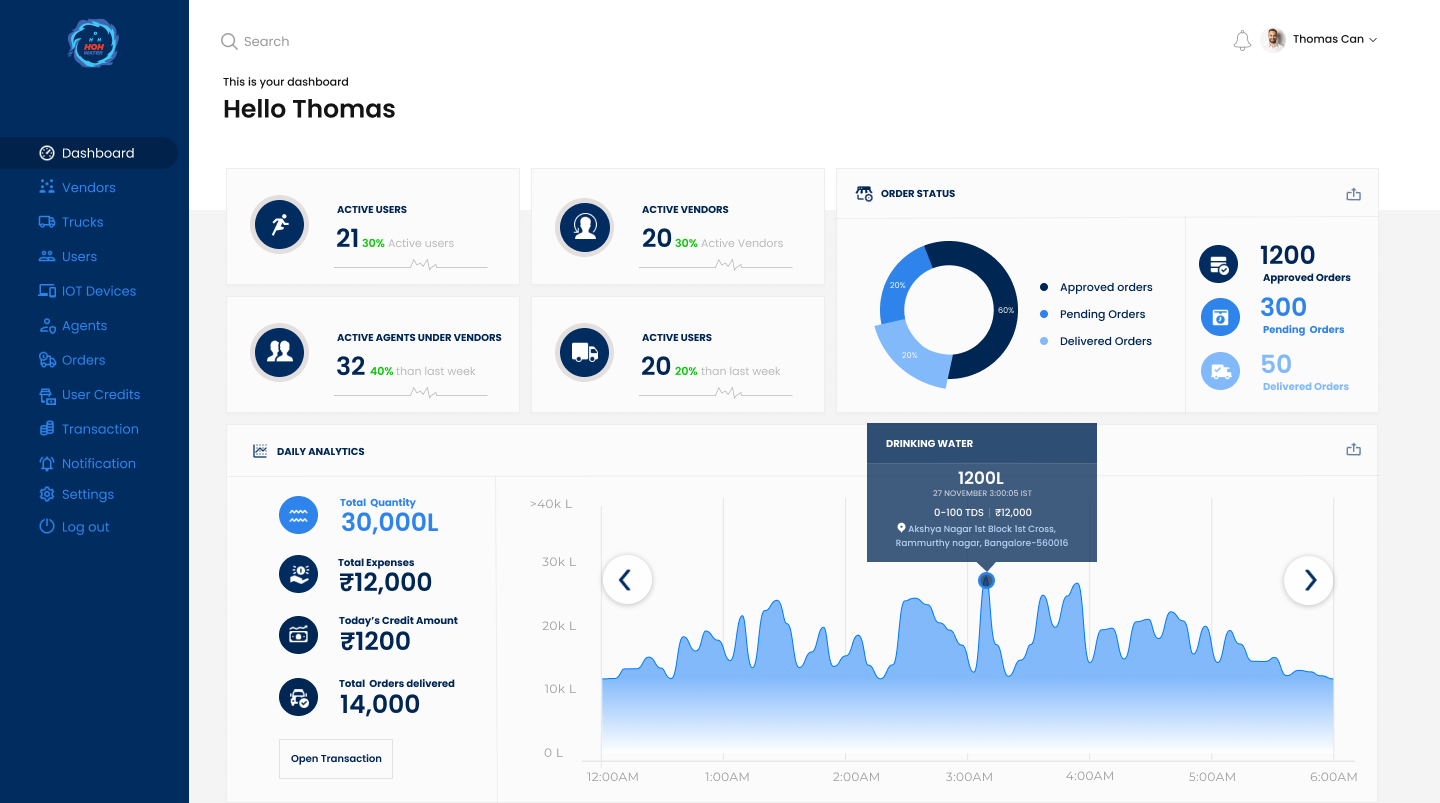 HOH
WATER
Search
Thomas Can
This is your dashboard
Hello Thomas
Dashboard
Vendors
Trucks
Users
IOT Devices
Agents
Orders
User Credits
Transaction
Notification
Settings
Log out
ACTIVE USERS
21 30% Active users
ACTIVE VENDORS
20 30% Active Vendors
ACTIVE AGENTS UNDER VENDORS
32 40% than last week
ACTIVE USERS
20 20% than last week
ORDER STATUS
20%
60%
20%
Approved orders
Pending Orders
Delivered Orders
1200
Approved Orders
300
Pending Orders
50
Delivered Orders
DAILY ANALYTICS
Total Quantity
30,000L
Total Expenses
₹12,000
Today's Credit Amount
₹1200
Total Orders delivered
14,000
Open Transaction
DRINKING WATER
1200L
27 NOVEMBER 3:00:05 IST
0-100 TDS | ₹12,000
Akshya Nagar 1st Block 1st Cross,
Rammurthy nagar, Bangalore-560016
>40k L
30k L
20k L
10k L
0 L
12:00AM 1:00AM 2:00AM 3:00AM 4:00AM 5:00AM 6:00AM